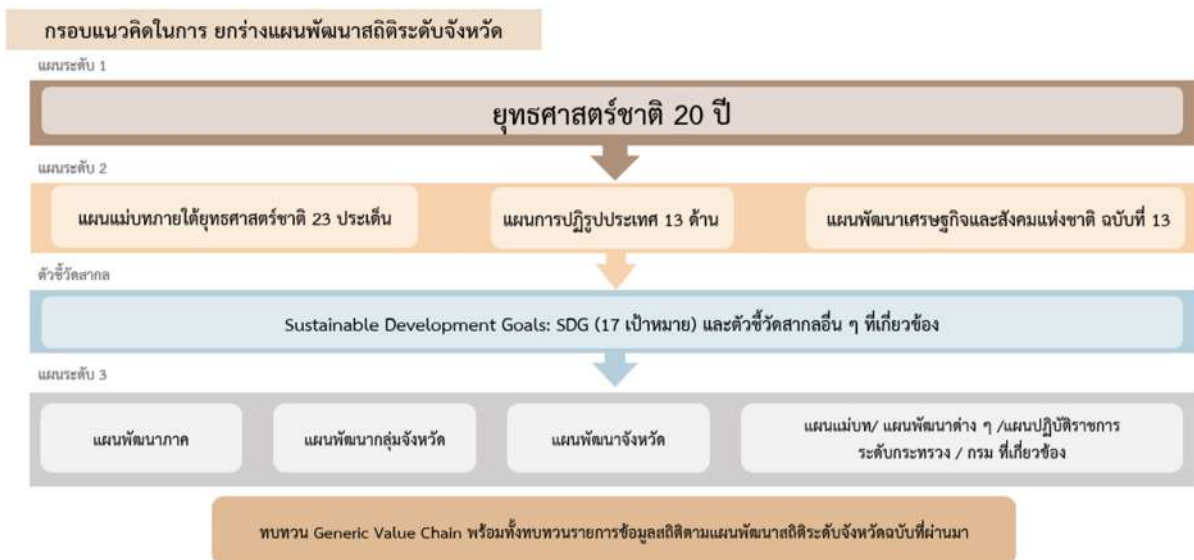 กรอบแนวคิดในการ ยกร่างแผนพัฒนาสถิติระดับจังหวัด
แผนระดับ 1
ยุทธศาสตร์ชาติ 20 ปี
แผนระดับ 2
แผนแม่บทภายใต้ยุทธศาสตร์ชาติ 23 ประเด็น
แผนการปฏิรูปประเทศ 13 ด้าน
แผนพัฒนาเศรษฐกิจและสังคมแห่งชาติ ฉบับที่ 13
ตัวชี้วัดสากล
Sustainable Development Goals: SDG (17 เป้าหมาย) และตัวชี้วัดสากลอื่น ๆ ที่เกี่ยวข้อง
แผนระดับ 3
แผนพัฒนาภาค
แผนพัฒนากลุ่มจังหวัด
แผนพัฒนาจังหวัด
แผนแม่บท/ แผนพัฒนาต่าง ๆ /แผนปฏิบัติราชการ
ระดับกระทรวง / กรม ที่เกี่ยวข้อง
ทบทวน Generic Value Chain พร้อมทั้งทบทวนรายการข้อมูลสถิติตามแผนพัฒนาสถิติระดับจังหวัดฉบับที่ผ่านมา